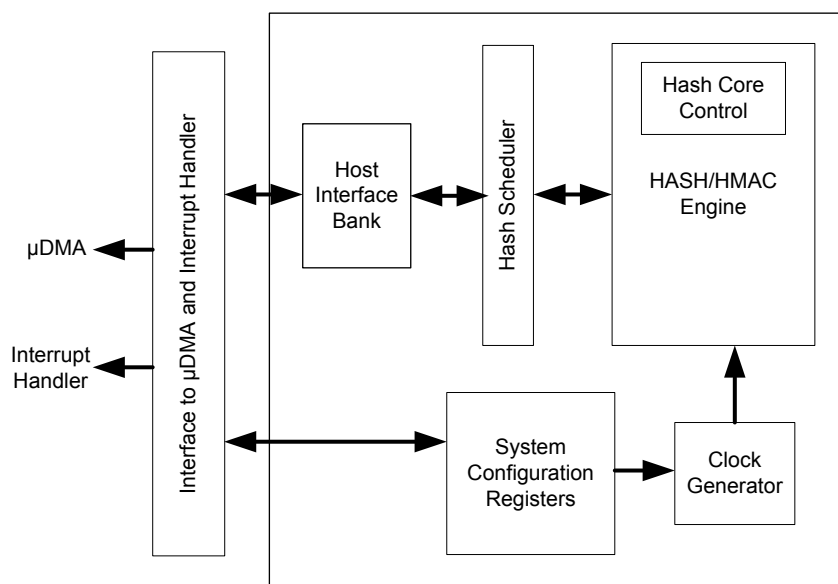 µDMA
Interrupt
Handler
Interface to µDMA and Interrupt Handler
Host
Interface
Bank
Hash Scheduler
Hash Core
Control
HASH/HMAC
Engine
System
Configuration
Registers
Clock
Generator